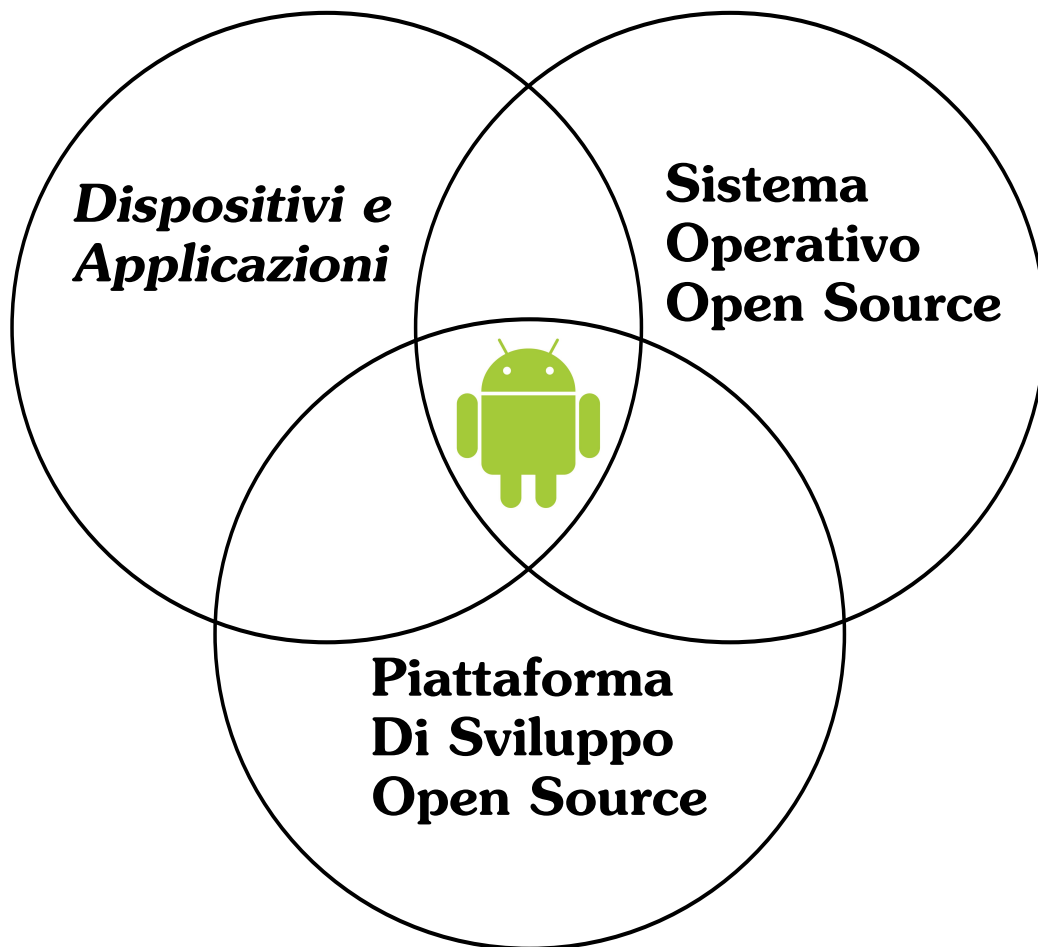 Dispositivi e
Applicazioni
Sistema
Operativo
Open Source
Piattaforma
Di Sviluppo
Open Source